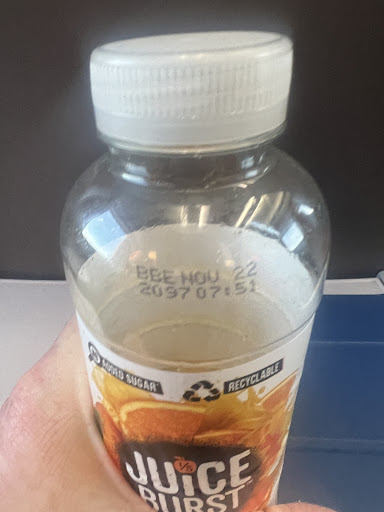 BBE NOV 22
2097 07:51
ADDED SUGAR*
RECYCLABLE
JUICE
BURST